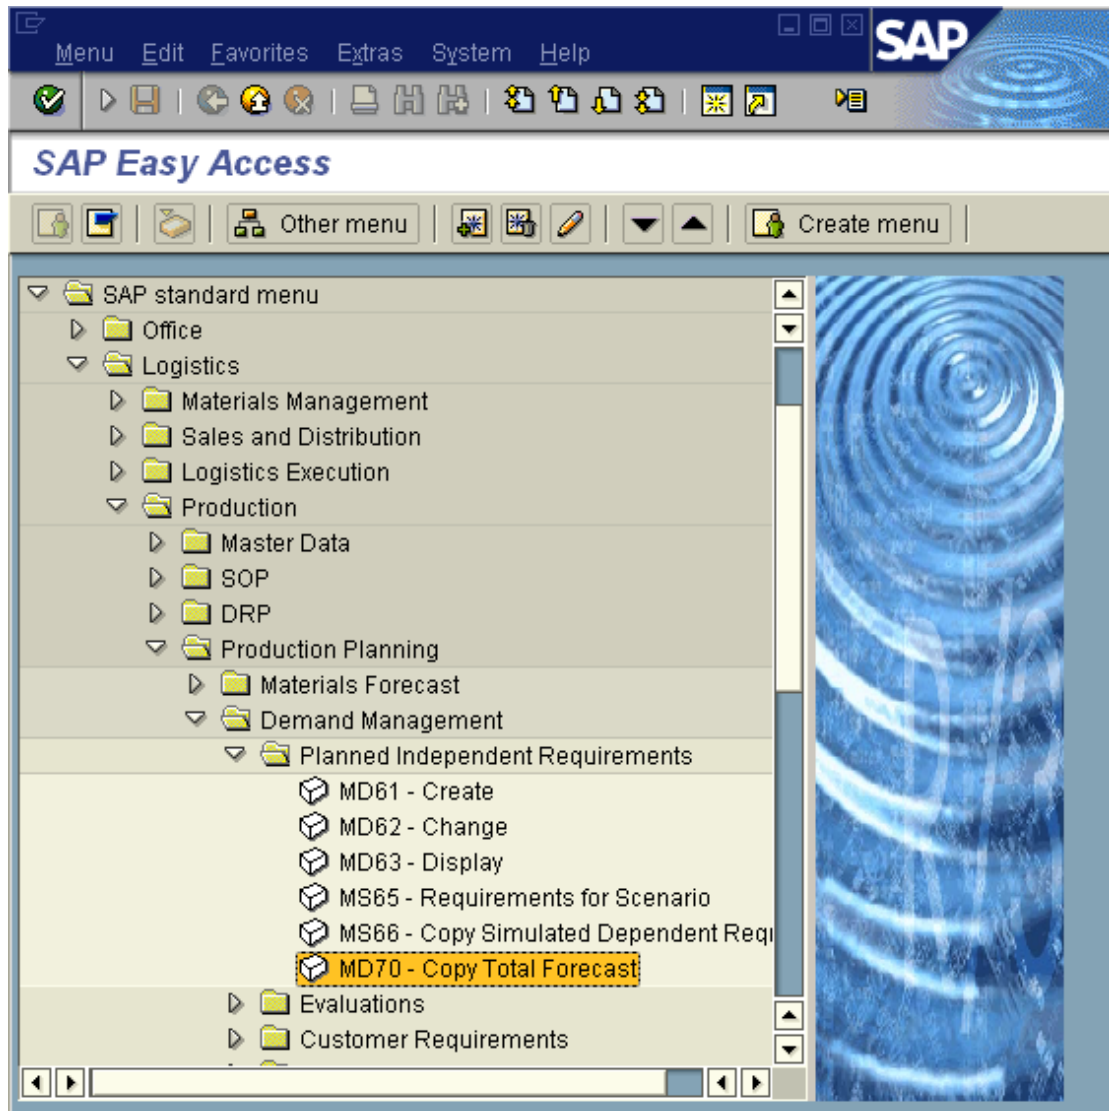 SAP
Menu Edit Favorites Extras System Help
SAP Easy Access
Other menu Create menu
SAP standard menu
Office
Logistics
Materials Management
Sales and Distribution
Logistics Execution
Production
Master Data
SOP
DRP
Production Planning
Materials Forecast
Demand Management
Planned Independent Requirements
MD61 - Create
MD62 - Change
MD63 - Display
MS65 - Requirements for Scenario
MS66 - Copy Simulated Dependent Requ
MD70 - Copy Total Forecast
Evaluations
Customer Requirements